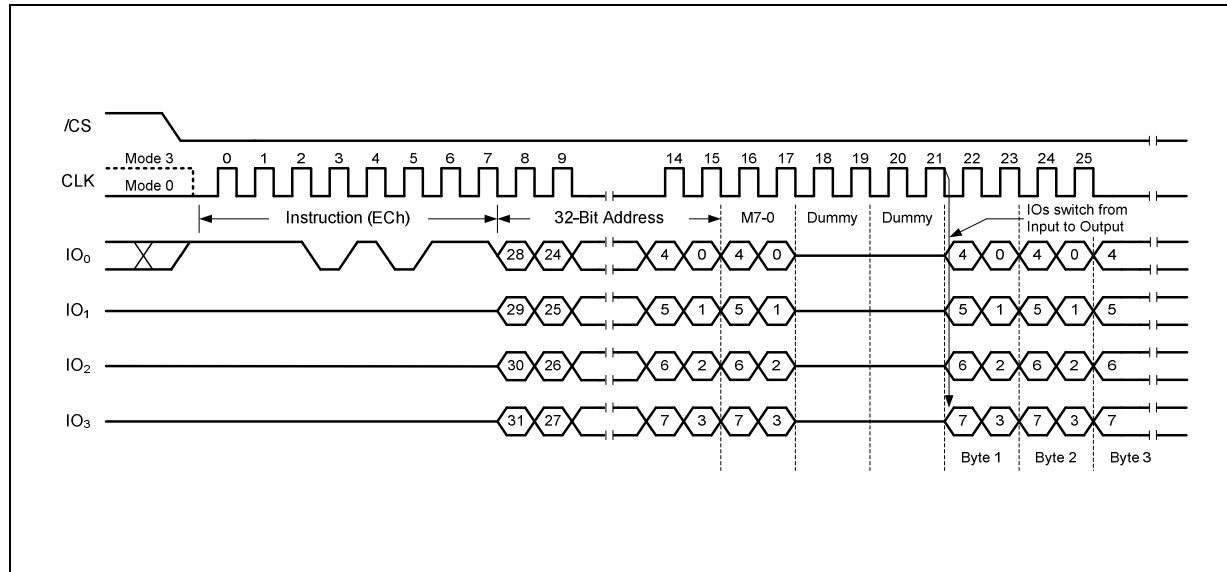 /CS
Mode 3
0 1 2 3 4 5 6 7 8 9 14 15 16 17 18 19 20 21 22 23 24 25
CLK
Mode 0
Instruction (ECh) 32-Bit Address M7-0 Dummy Dummy
IOs switch from
Input to Output
IO₀ 28 24 4 0 4 0 4 0 4 0 4
IO₁ 29 25 5 1 5 1 5 1 5 1 5
IO₂ 30 26 6 2 6 2 6 2 6 2 6
IO₃ 31 27 7 3 7 3 7 3 7 3 7
Byte 1 Byte 2 Byte 3